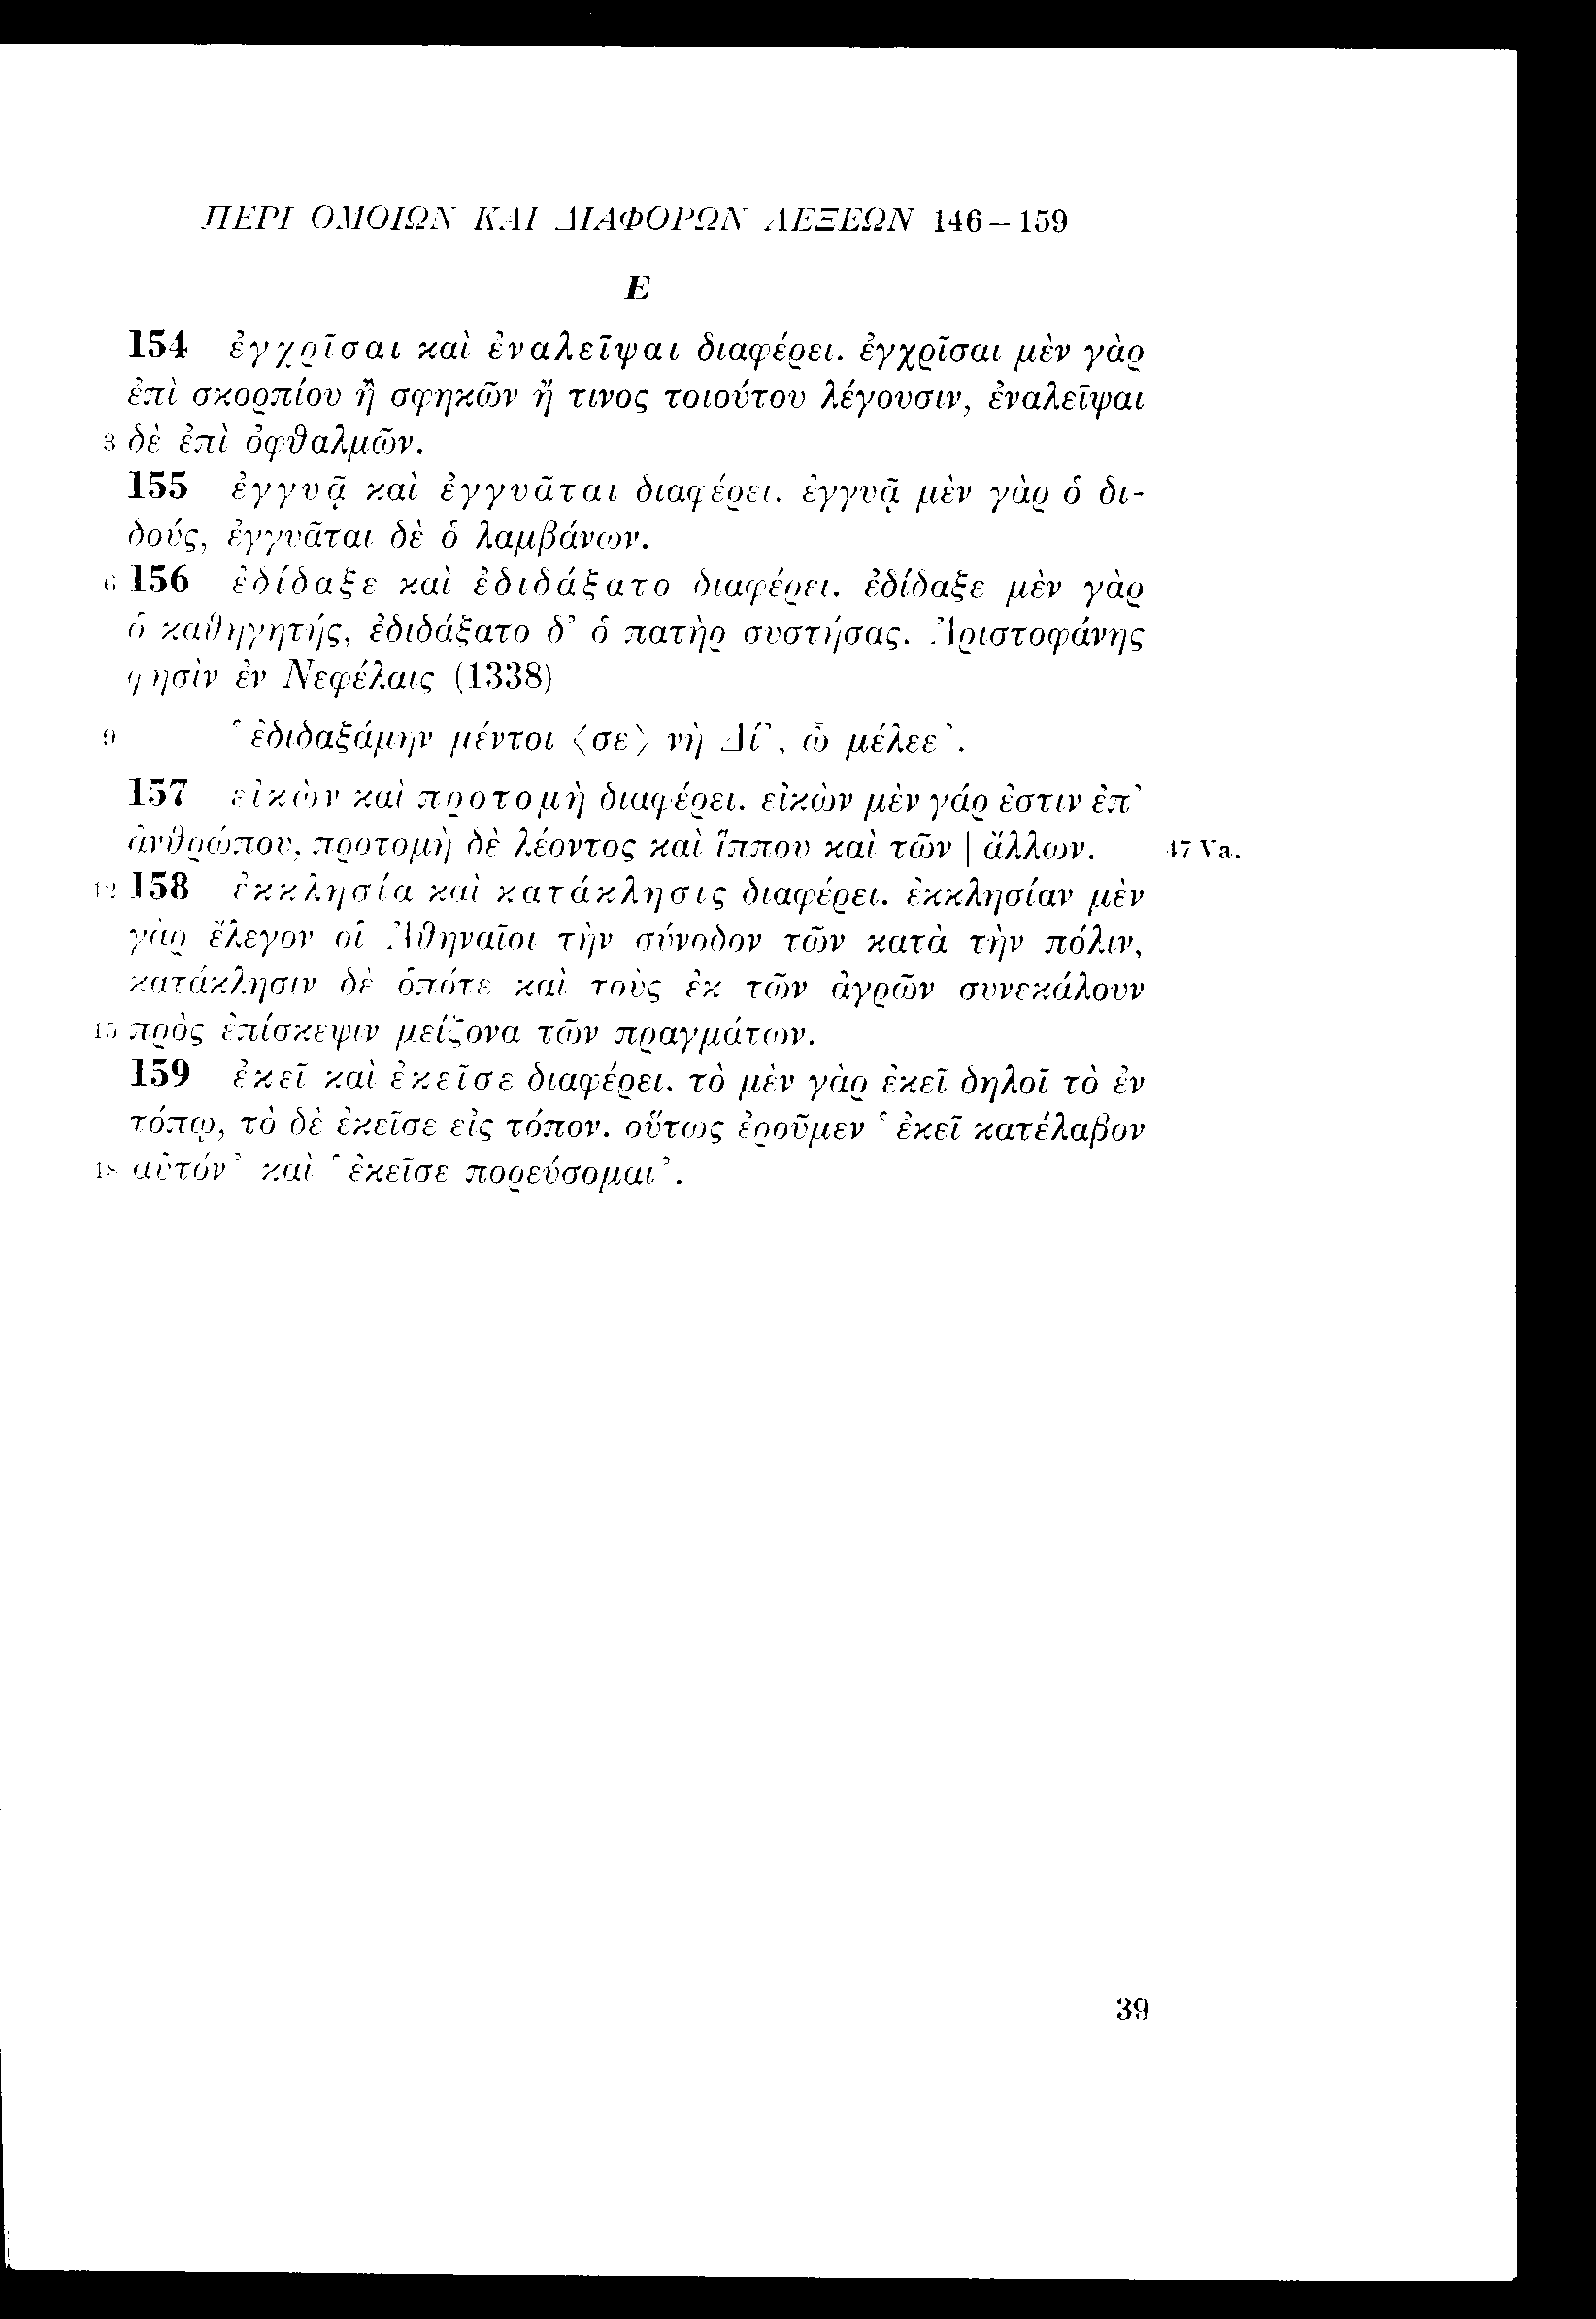 ΠΕΡΙ ΟΜΟΙΩΝ ΚΑΙ ΔΙΑΦΟΡΩΝ ΛΕΞΕΩΝ 146–159
Ε
154 ἐγχρῖσαι καὶ ἐναλεῖψαι διαφέρει. ἐγχρῖσαι μὲν γὰρ
ἐπὶ σκορπίου ἢ σφηκῶν ἤ τινος τοιούτου λέγουσιν, ἐναλεῖψαι
3 δὲ ἐπὶ ὀφθαλμῶν.
155 ἐγγυᾷ καὶ ἐγγυᾶται διαφέρει. ἐγγυᾷ μὲν γὰρ ὁ δι-
δούς, ἐγγυᾶται δὲ ὁ λαμβάνων.
6 156 ἐδίδαξε καὶ ἐδιδάξατο διαφέρει. ἐδίδαξε μὲν γὰρ
ὁ καθηγητής, ἐδιδάξατο δ’ ὁ πατὴρ συστήσας. Ἀριστοφάνης
φησὶν ἐν Νεφέλαις (1338)
9 ‘ἐδιδαξάμην μέντοι ⟨σε⟩ νὴ Δί’, ὦ μέλεε’.
157 εἰκὼν καὶ προτομὴ διαφέρει. εἰκὼν μὲν γάρ ἐστιν ἐπ’
ἀνθρώπου, προτομὴ δὲ λέοντος καὶ ἵππου καὶ τῶν | ἄλλων. 47 Va.
12 158 ἐκκλησία καὶ κατάκλησις διαφέρει. ἐκκλησίαν μὲν
γὰρ ἔλεγον οἱ Ἀθηναῖοι τὴν σύνοδον τῶν κατὰ τὴν πόλιν,
κατάκλησιν δὲ ὁπότε καὶ τοὺς ἐκ τῶν ἀγρῶν συνεκάλουν
15 πρὸς ἐπίσκεψιν μείζονα τῶν πραγμάτων.
159 ἐκεῖ καὶ ἐκεῖσε διαφέρει. τὸ μὲν γὰρ ἐκεῖ δηλοῖ τὸ ἐν
τόπῳ, τὸ δὲ ἐκεῖσε εἰς τόπον. οὕτως ἐροῦμεν ‘ἐκεῖ κατέλαβον
18 αὐτόν’ καὶ ‘ἐκεῖσε πορεύσομαι’.
39